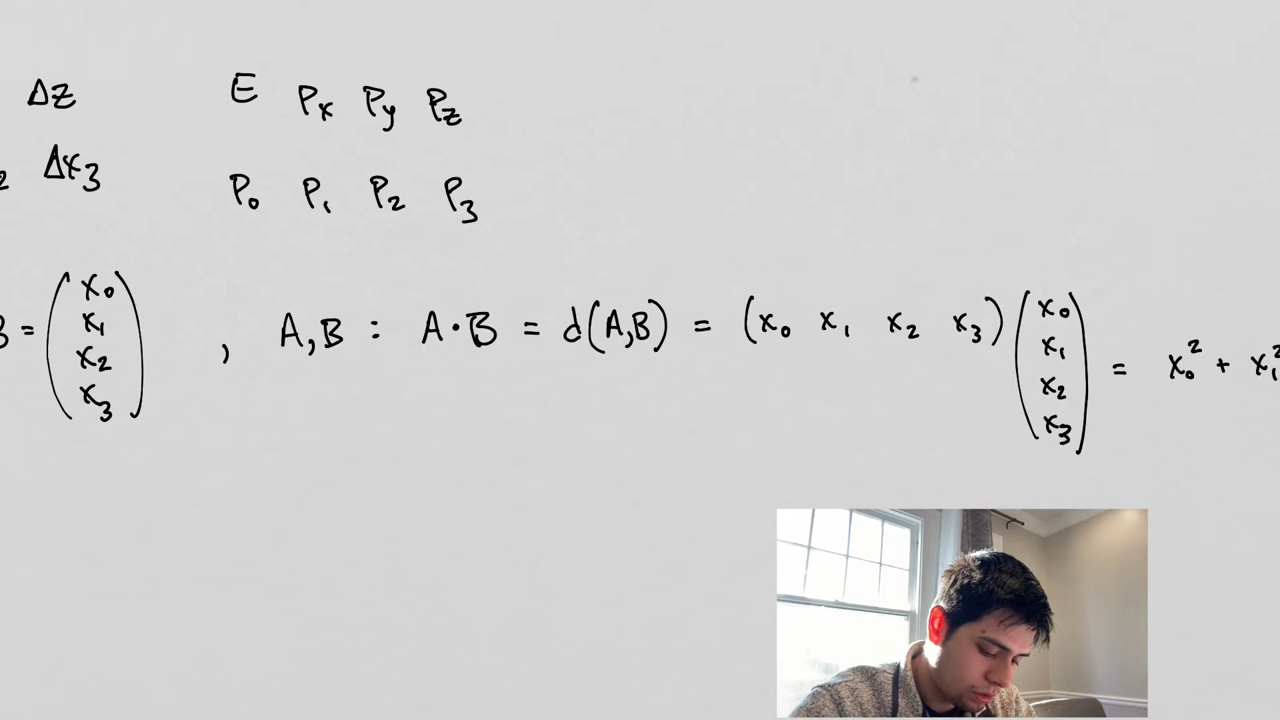 Δz E Px Py Pz
2 Δx3 P0 P1 P2 P3
B = (x0 x1 x2 x3) , A,B : A·B = d(A,B) = (x0 x1 x2 x3) (x0 x1 x2 x3) = x0² + x1²